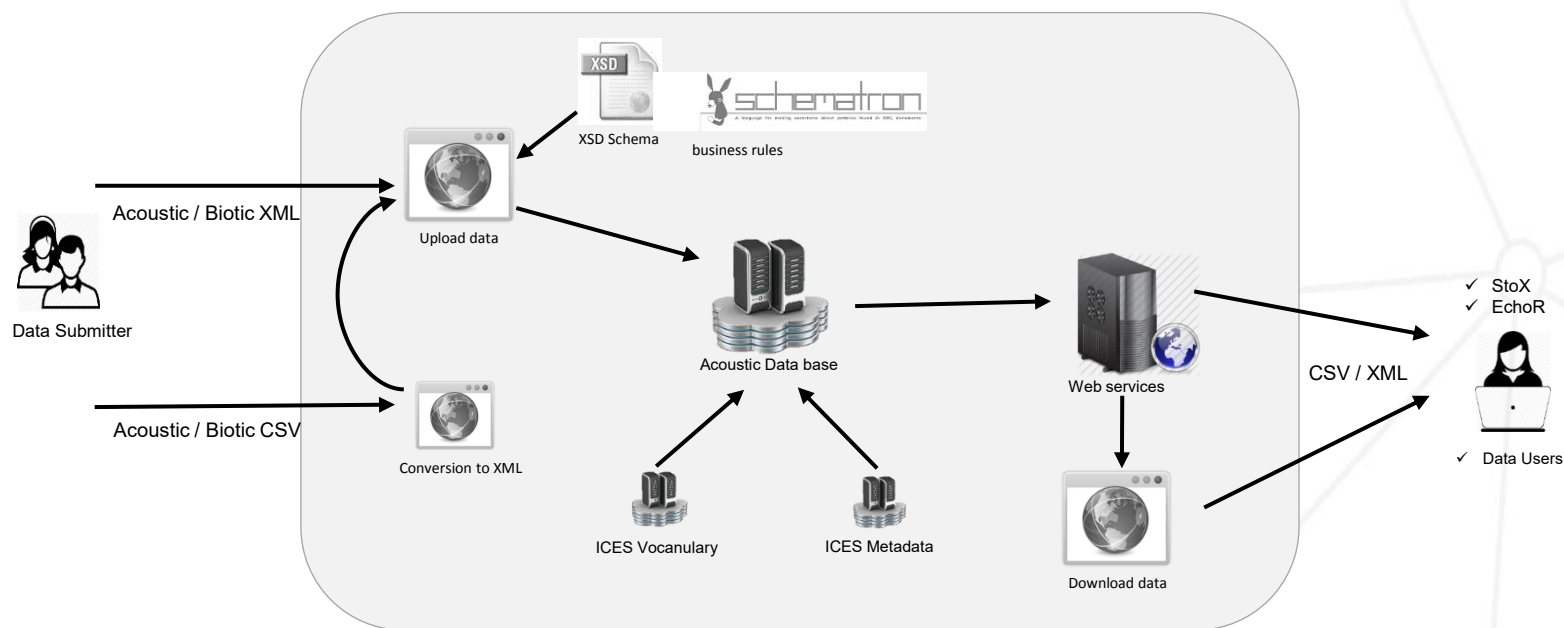 XSD
schematron
A language for making assertions about patterns found in XML documents
XSD Schema
business rules
Acoustic / Biotic XML
Upload data
Data Submitter
Acoustic Data base
Web services
✓ StoX
✓ EchoR
CSV / XML
Acoustic / Biotic CSV
Conversion to XML
✓ Data Users
ICES Vocanulary
ICES Metadata
Download data